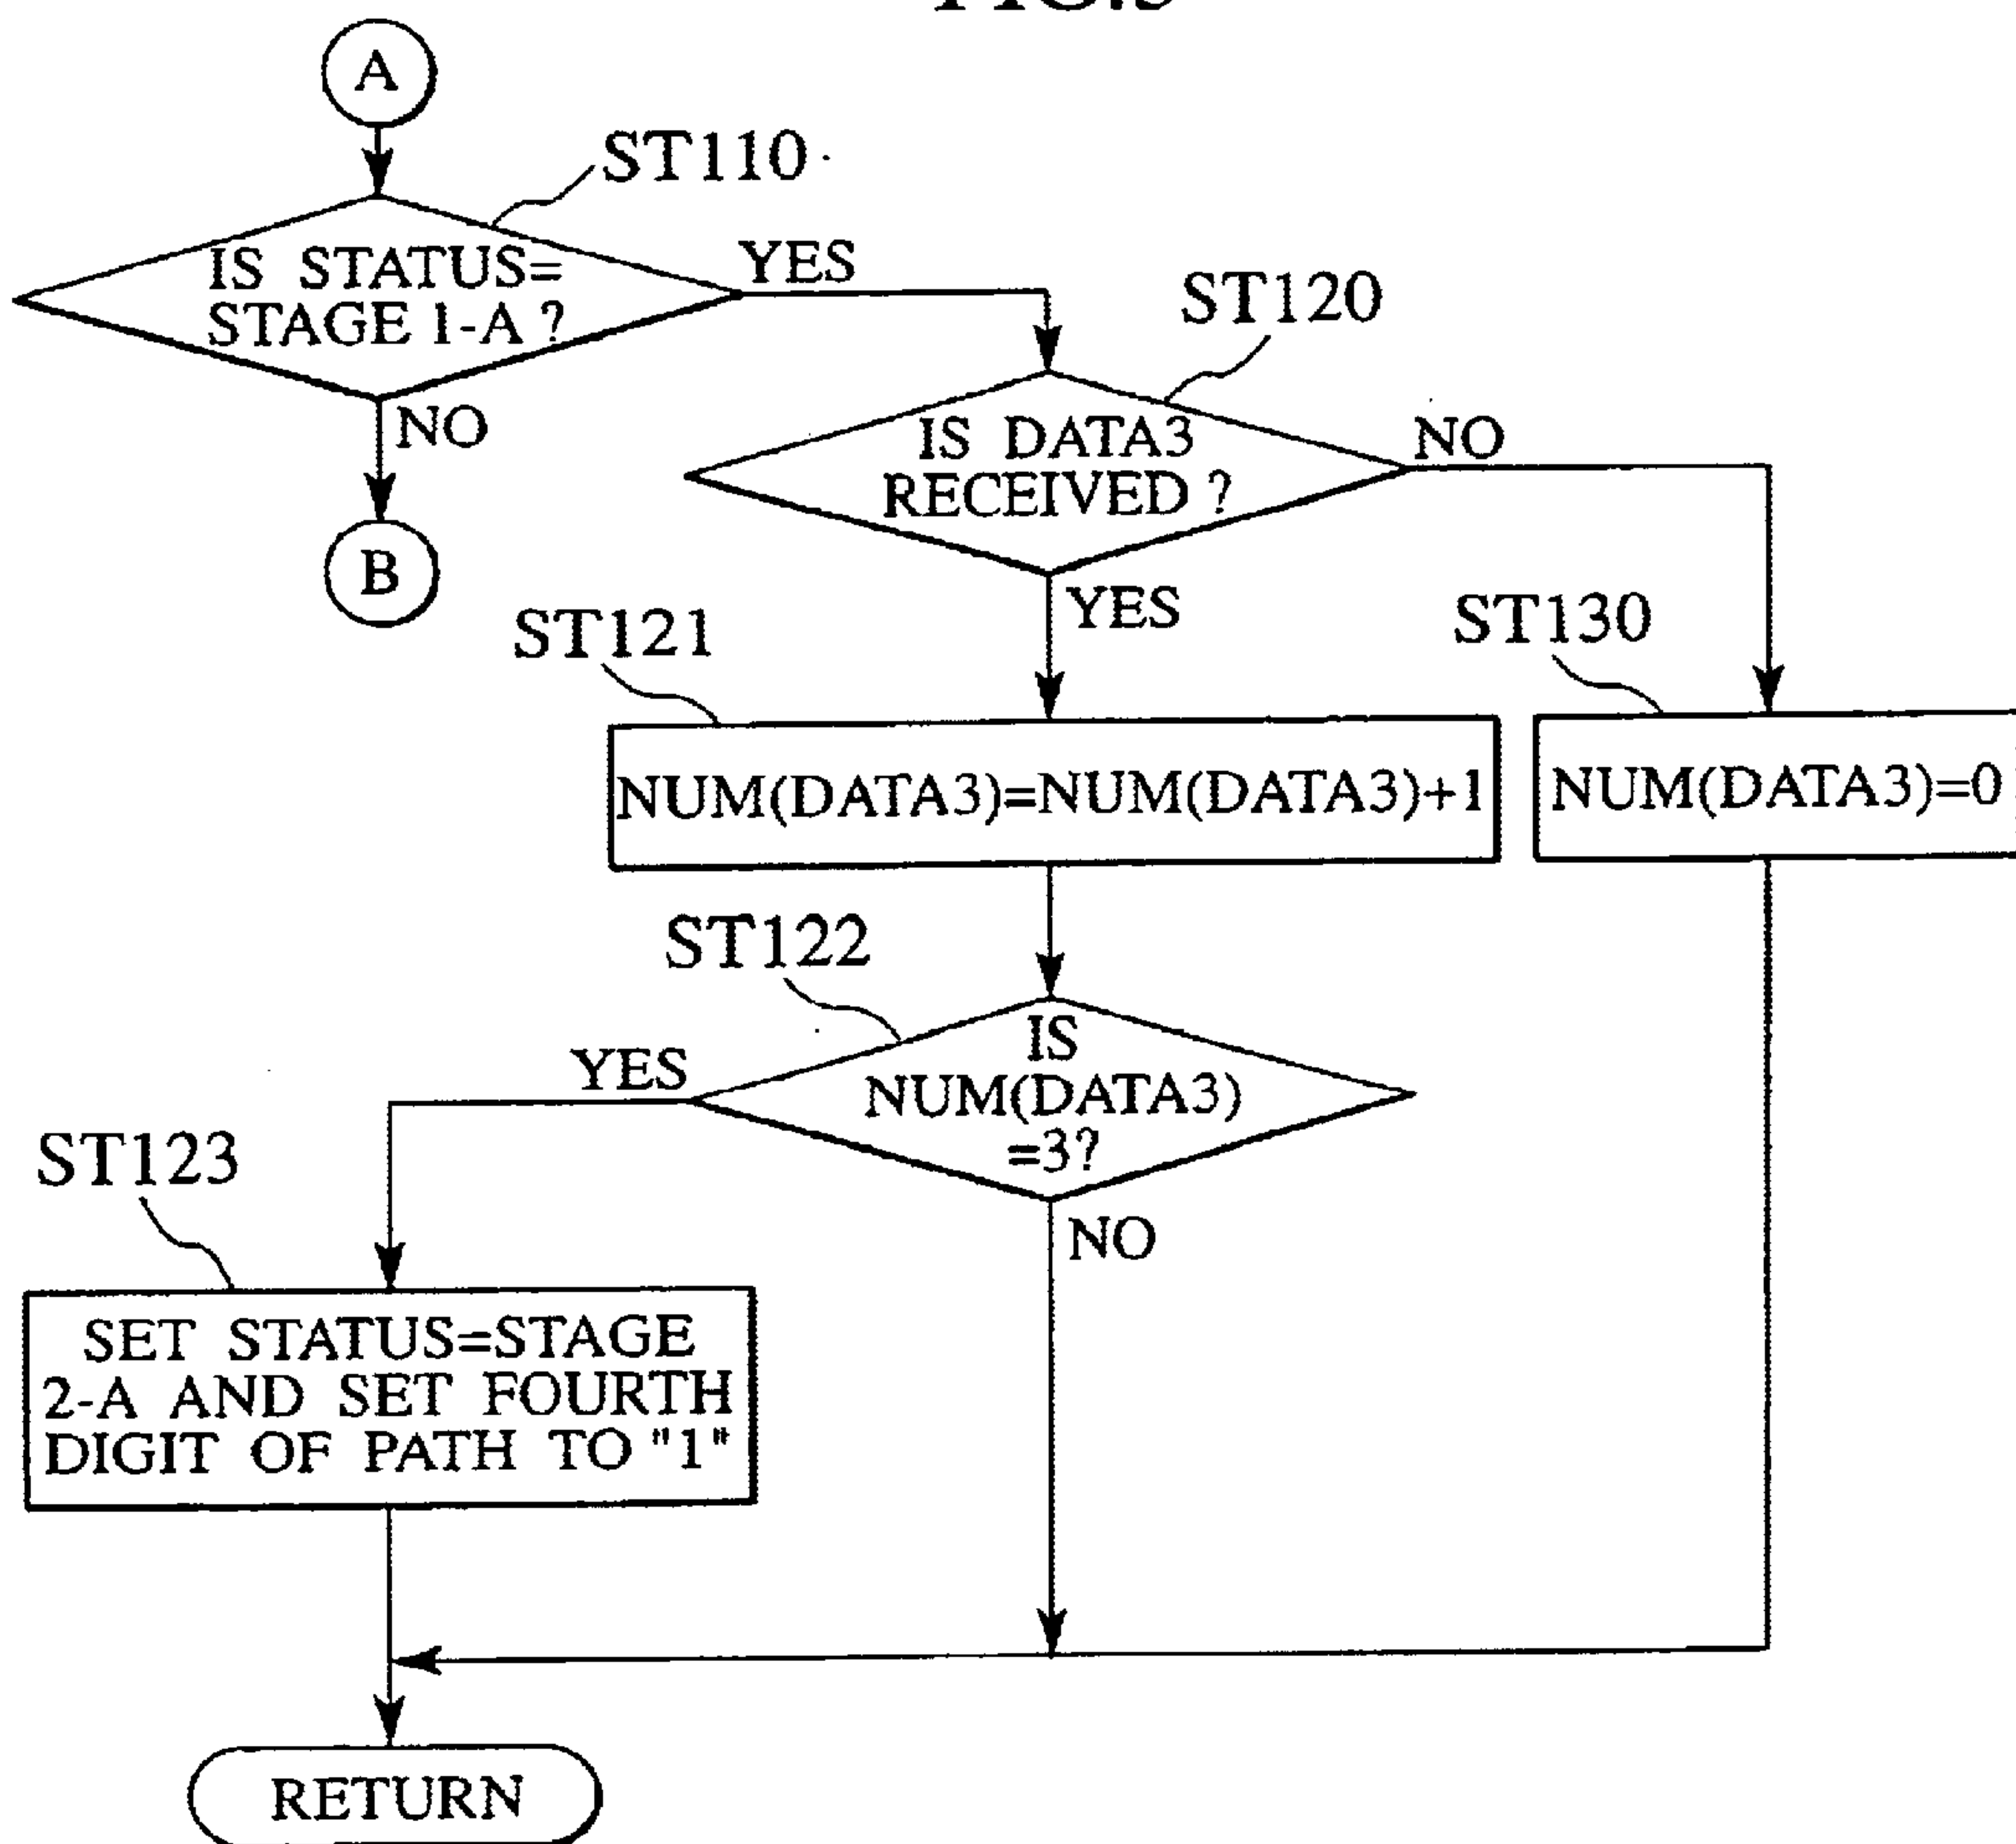 A
ST110
IS STATUS=
STAGE 1-A ?
YES
NO
B
ST120
IS DATA3
RECEIVED ?
NO
YES
ST121
NUM(DATA3)=NUM(DATA3)+1
ST130
NUM(DATA3)=0
ST122
IS
NUM(DATA3)
=3?
YES
NO
ST123
SET STATUS=STAGE
2-A AND SET FOURTH
DIGIT OF PATH TO "1"
RETURN